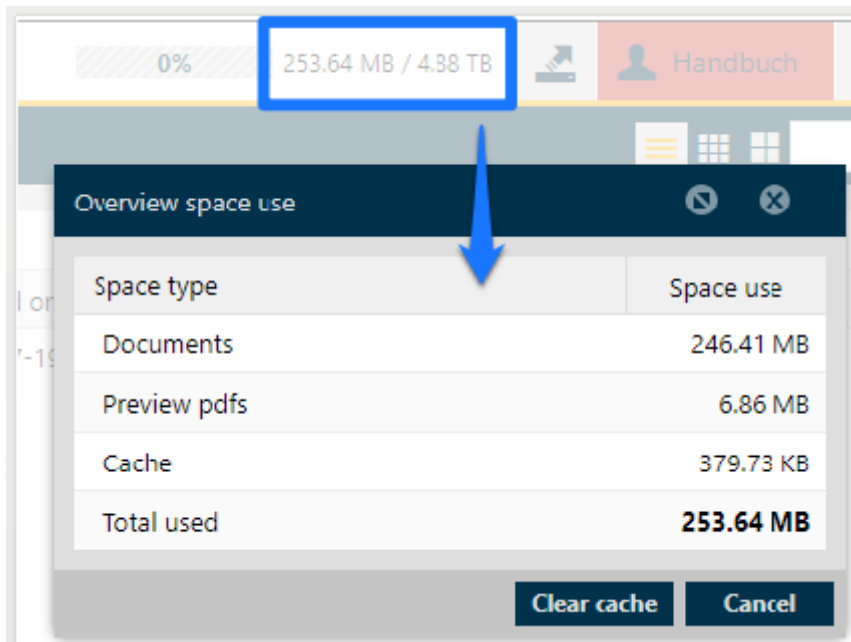 0%
253.64 MB / 4.88 TB
Handbuch
Overview space use
Space type Space use
Documents 246.41 MB
Preview pdfs 6.86 MB
Cache 379.73 KB
Total used 253.64 MB
Clear cache Cancel